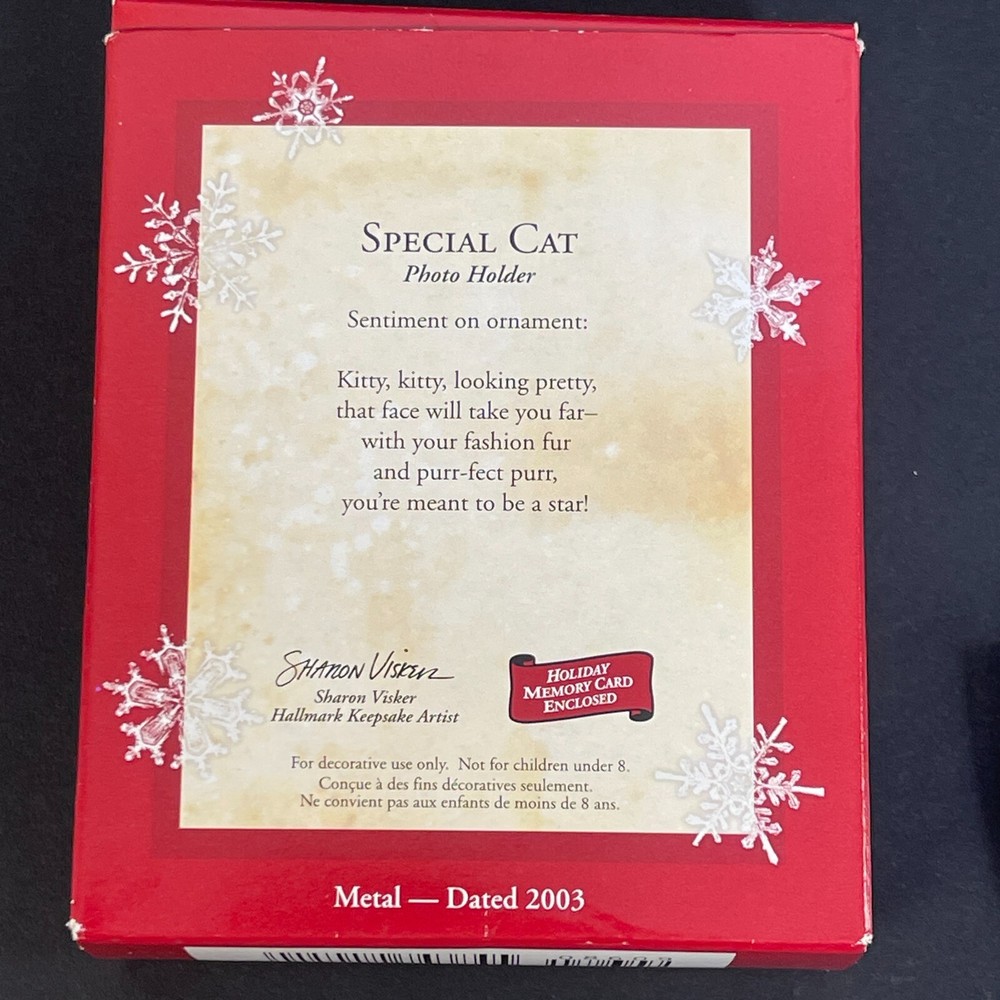 SPECIAL CAT
Photo Holder
Sentiment on ornament:
Kitty, kitty, looking pretty,
that face will take you far–
with your fashion fur
and purr-fect purr,
you're meant to be a star!
SHARON VISKER
Sharon Visker
Hallmark Keepsake Artist
HOLIDAY
MEMORY CARD
ENCLOSED
For decorative use only. Not for children under 8.
Conçue à des fins décoratives seulement.
Ne convient pas aux enfants de moins de 8 ans.
Metal — Dated 2003